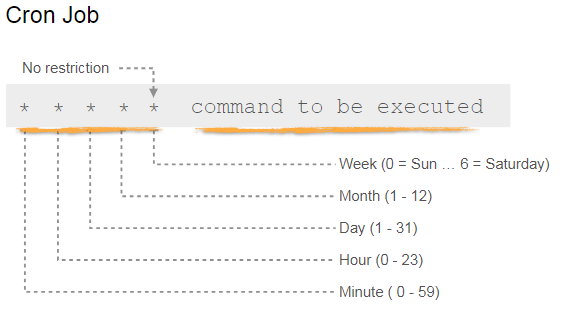 Cron Job
No restriction
* * * * * command to be executed
Week (0 = Sun … 6 = Saturday)
Month (1 - 12)
Day (1 - 31)
Hour (0 - 23)
Minute ( 0 - 59)